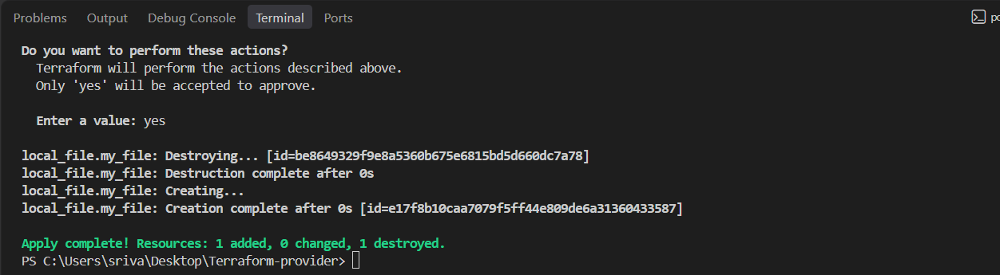 Problems Output Debug Console Terminal Ports
Do you want to perform these actions?
Terraform will perform the actions described above.
Only 'yes' will be accepted to approve.
Enter a value: yes
local_file.my_file: Destroying... [id=be8649329f9e8a5360b675e6815bd5d660dc7a78]
local_file.my_file: Destruction complete after 0s
local_file.my_file: Creating...
local_file.my_file: Creation complete after 0s [id=e17f8b10caa7079f5ff44e809de6a31360433587]
Apply complete! Resources: 1 added, 0 changed, 1 destroyed.
PS C:\Users\sriva\Desktop\Terraform-provider>